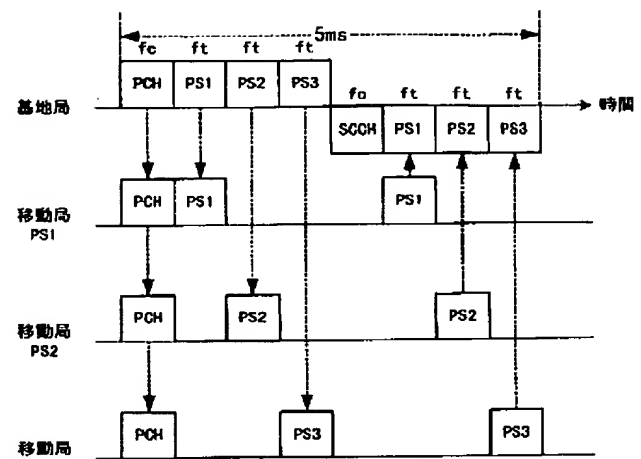 5ms
fc ft ft ft
PCH PS1 PS2 PS3
基地局
fc ft ft ft
時間
SCCH PS1 PS2 PS3
PCH PS1 PS1
移動局
PS1
PCH PS2 PS2
移動局
PS2
PCH PS3 PS3
移動局